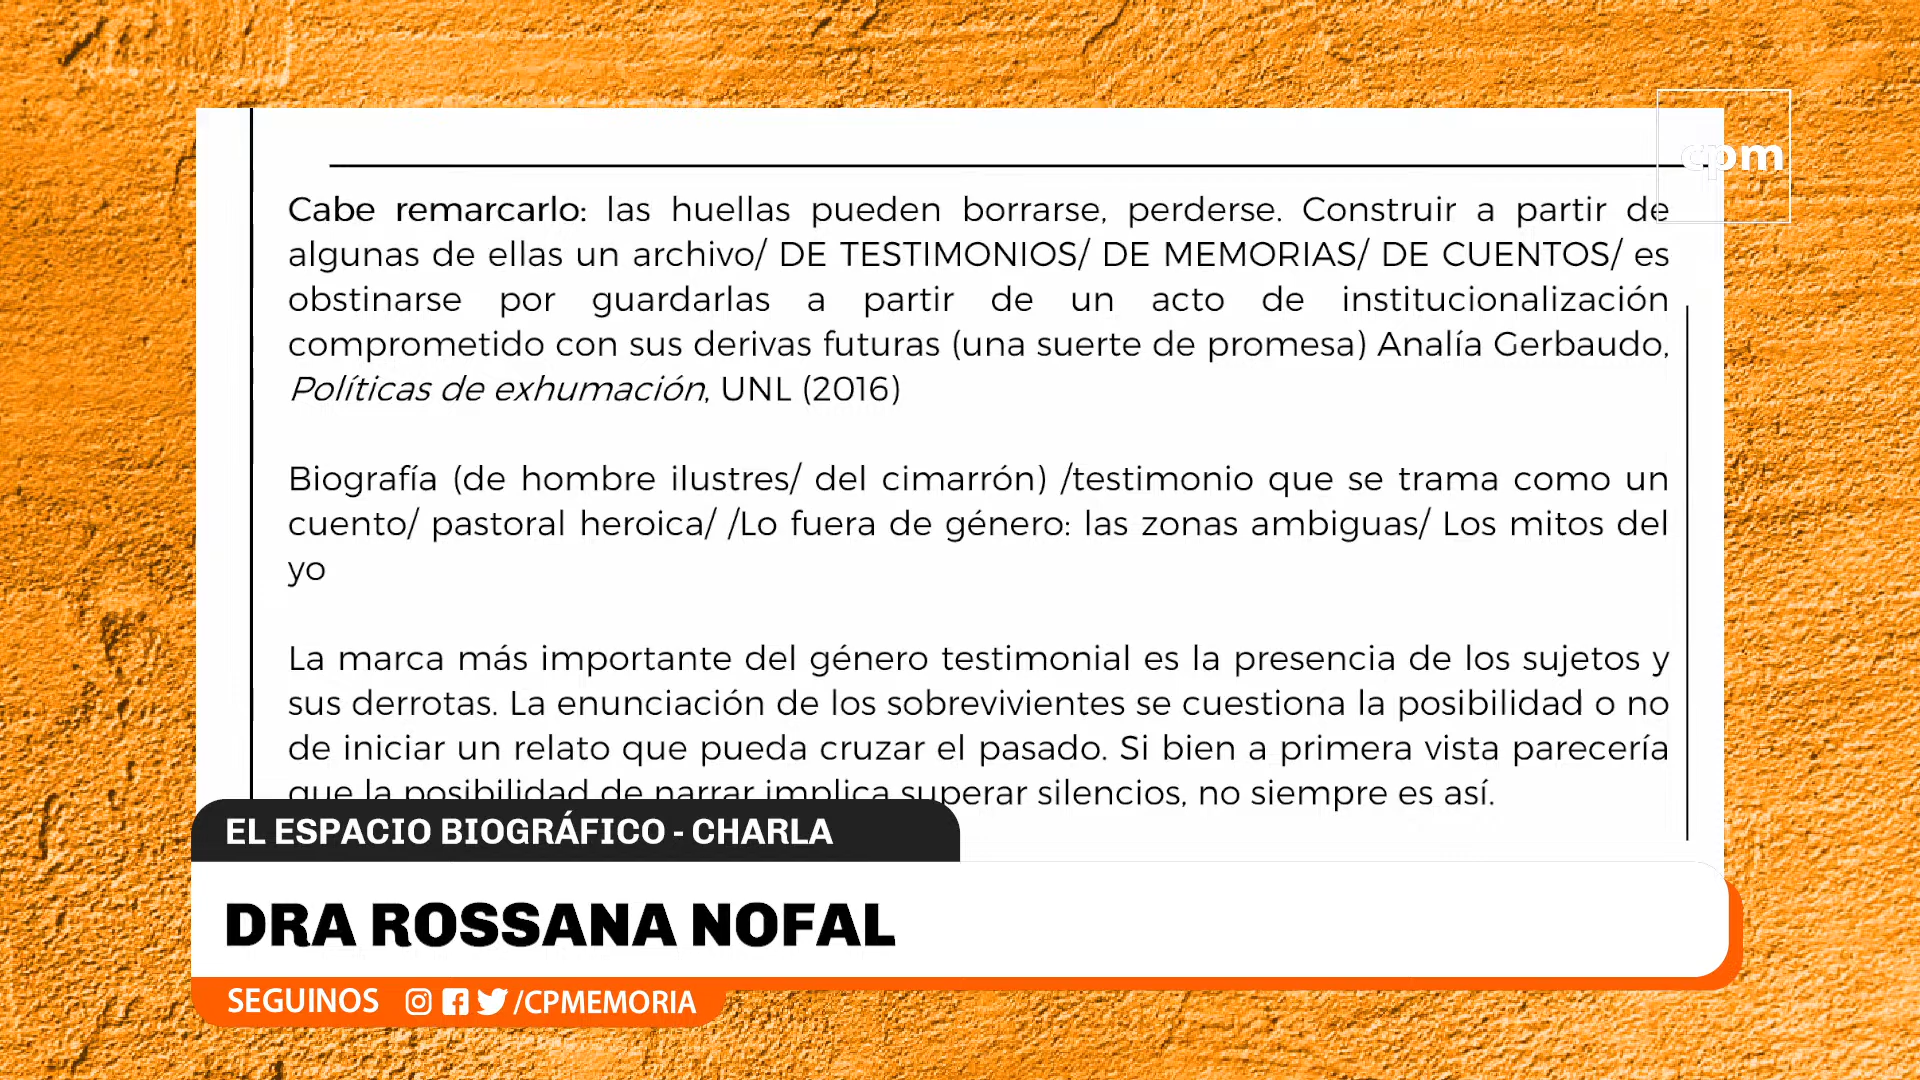 cpm
Cabe remarcarlo: las huellas pueden borrarse, perderse. Construir a partir de
algunas de ellas un archivo/ DE TESTIMONIOS/ DE MEMORIAS/ DE CUENTOS/ es
obstinarse por guardarlas a partir de un acto de institucionalización
comprometido con sus derivas futuras (una suerte de promesa) Analía Gerbaudo,
Políticas de exhumación, UNL (2016)
Biografía (de hombre ilustres/ del cimarrón) /testimonio que se trama como un
cuento/ pastoral heroica/ /Lo fuera de género: las zonas ambiguas/ Los mitos del
yo
La marca más importante del género testimonial es la presencia de los sujetos y
sus derrotas. La enunciación de los sobrevivientes se cuestiona la posibilidad o no
de iniciar un relato que pueda cruzar el pasado. Si bien a primera vista parecería
que la posibilidad de narrar implica superar silencios, no siempre es así.
EL ESPACIO BIOGRÁFICO - CHARLA
DRA ROSSANA NOFAL
SEGUINOS /CPMEMORIA